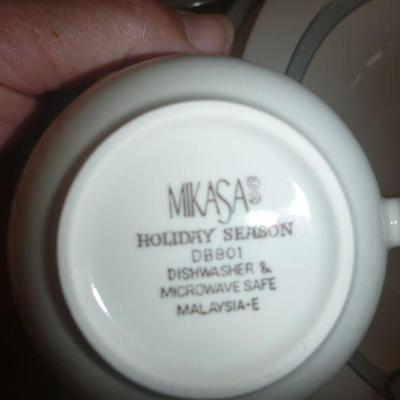 MIKASA®©
HOLIDAY SEASON
DB901
DISHWASHER &
MICROWAVE SAFE
MALAYSIA-E